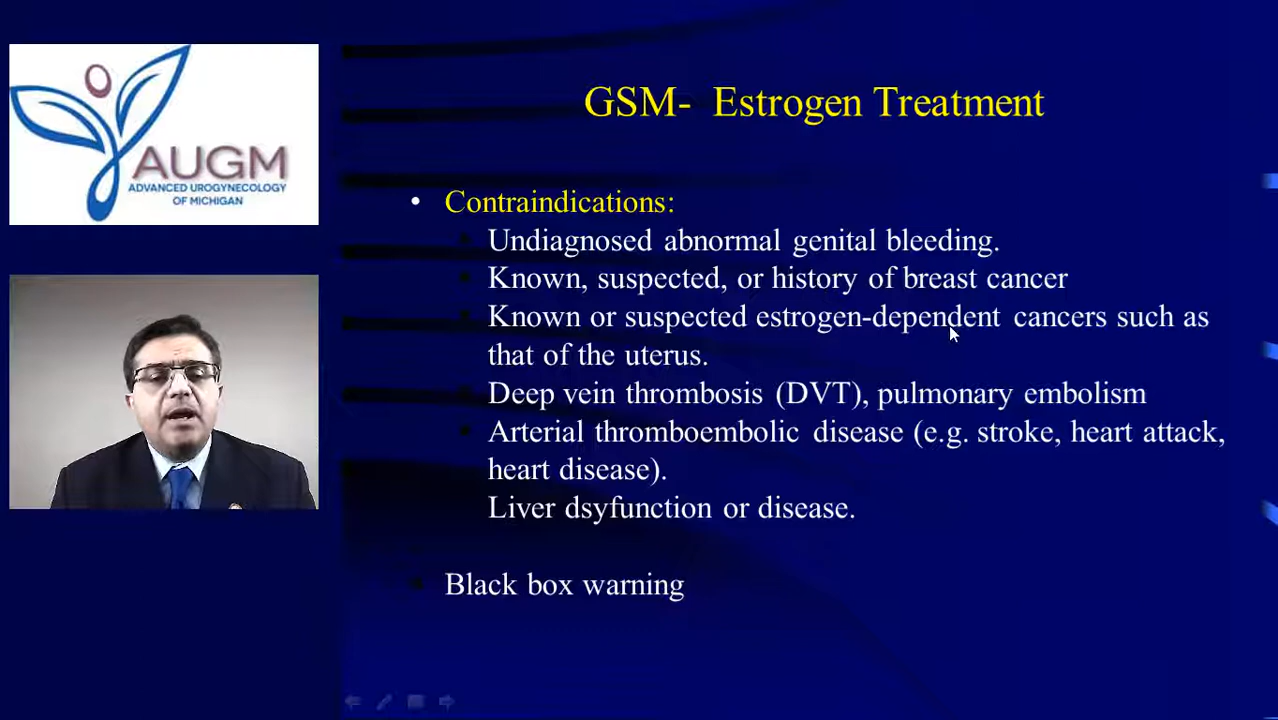 AUGM
ADVANCED UROGYNECOLOGY
OF MICHIGAN
GSM- Estrogen Treatment
Contraindications:
Undiagnosed abnormal genital bleeding.
Known, suspected, or history of breast cancer
Known or suspected estrogen-dependent cancers such as
that of the uterus.
Deep vein thrombosis (DVT), pulmonary embolism
Arterial thromboembolic disease (e.g. stroke, heart attack,
heart disease).
Liver dsyfunction or disease.
Black box warning